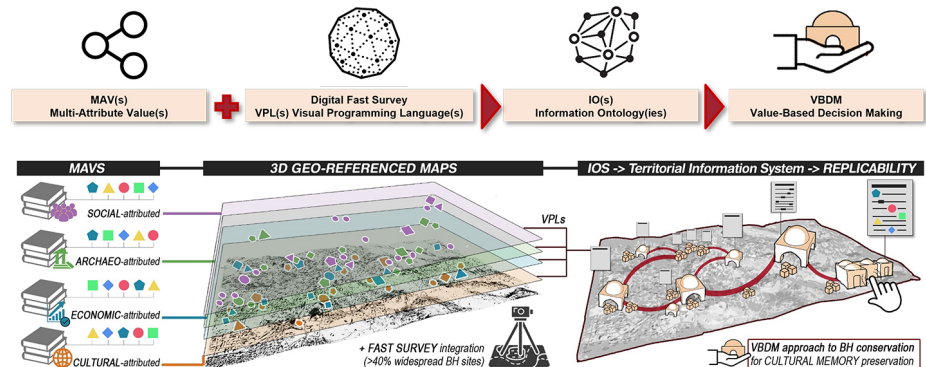 MAV(s)
Multi-Attribute Value(s)
Digital Fast Survey
VPL(s) Visual Programming Language(s)
IO(s)
Information Ontology(ies)
VBDM
Value-Based Decision Making
MAVS
3D GEO-REFERENCED MAPS
IOS -> Territorial Information System -> REPLICABILITY
SOCIAL-attributed
ARCHAEO-attributed
ECONOMIC-attributed
CULTURAL-attributed
VPLs
+ FAST SURVEY integration
(>40% widespread BH sites)
VBDM approach to BH conservation
for CULTURAL MEMORY preservation